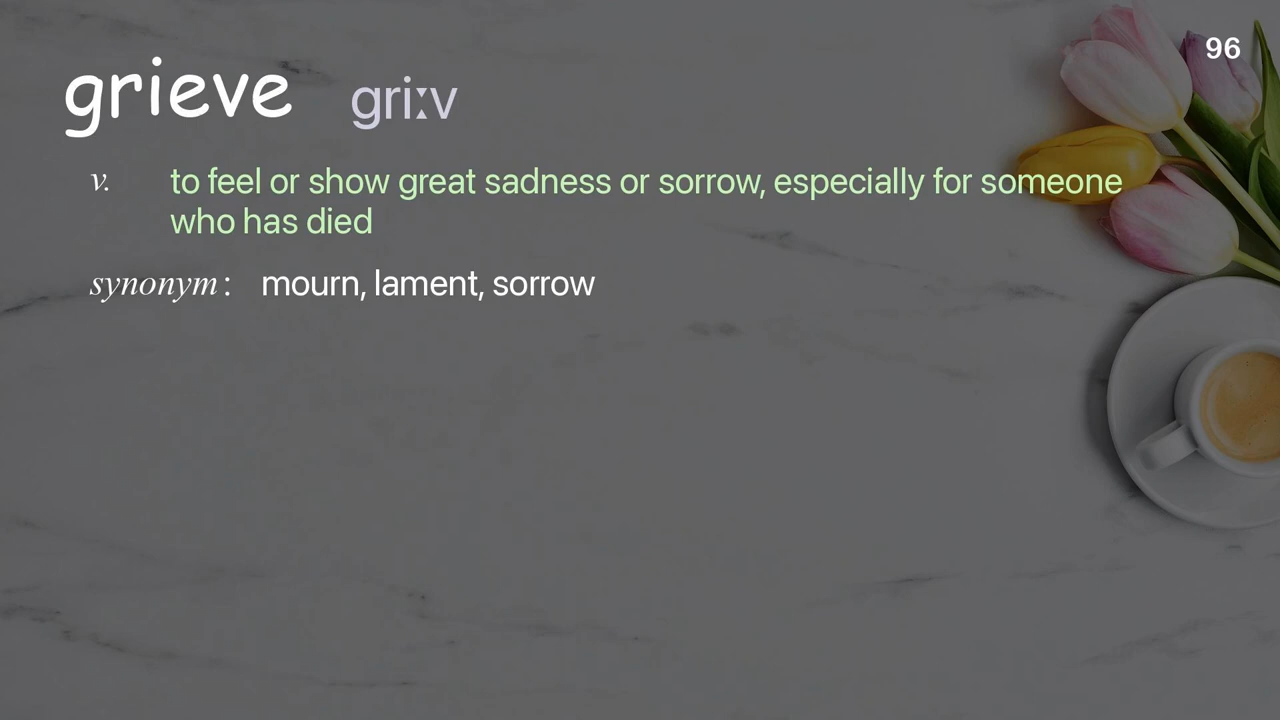 96
grieve griːv
v. to feel or show great sadness or sorrow, especially for someone
who has died
synonym : mourn, lament, sorrow